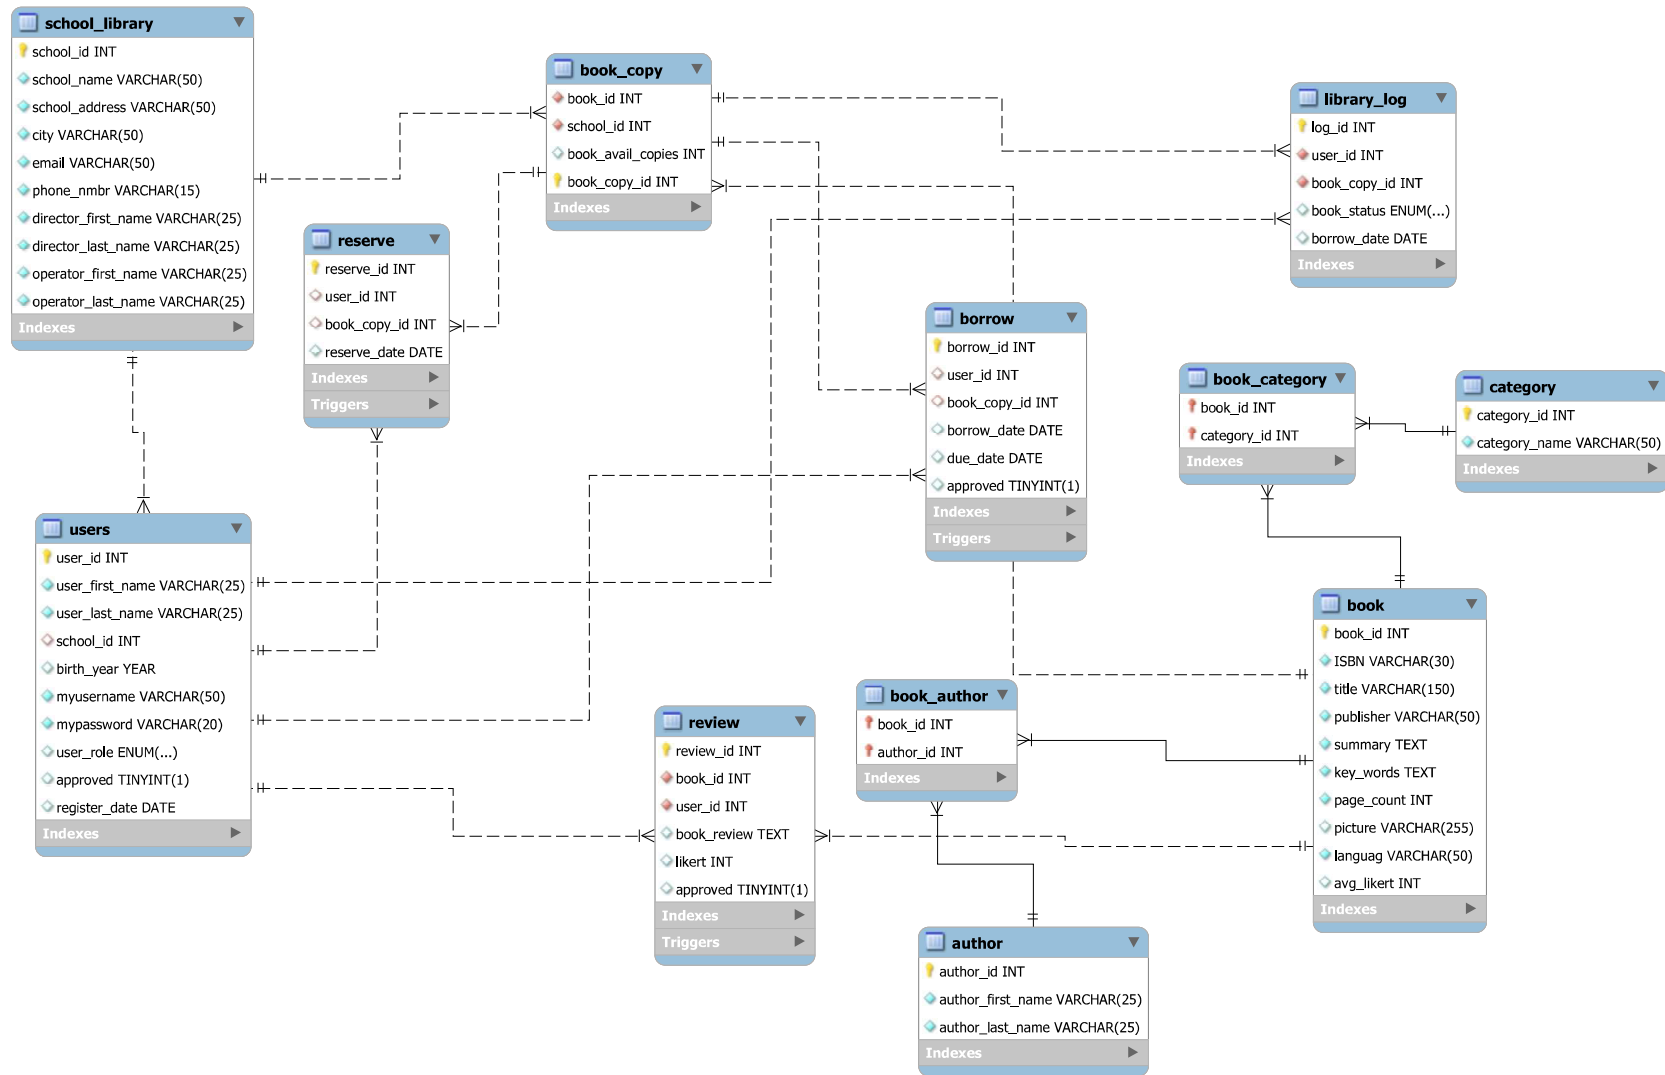 school_library
school_id INT
school_name VARCHAR(50)
school_address VARCHAR(50)
city VARCHAR(50)
email VARCHAR(50)
phone_nmbr VARCHAR(15)
director_first_name VARCHAR(25)
director_last_name VARCHAR(25)
operator_first_name VARCHAR(25)
operator_last_name VARCHAR(25)
Indexes
book_copy
book_id INT
school_id INT
book_avail_copies INT
book_copy_id INT
Indexes
library_log
log_id INT
user_id INT
book_copy_id INT
book_status ENUM(...)
borrow_date DATE
Indexes
reserve
reserve_id INT
user_id INT
book_copy_id INT
reserve_date DATE
Indexes
Triggers
borrow
borrow_id INT
user_id INT
book_copy_id INT
borrow_date DATE
due_date DATE
approved TINYINT(1)
Indexes
Triggers
book_category
book_id INT
category_id INT
Indexes
category
category_id INT
category_name VARCHAR(50)
Indexes
users
user_id INT
user_first_name VARCHAR(25)
user_last_name VARCHAR(25)
school_id INT
birth_year YEAR
myusername VARCHAR(50)
mypassword VARCHAR(20)
user_role ENUM(...)
approved TINYINT(1)
register_date DATE
Indexes
book
book_id INT
ISBN VARCHAR(30)
title VARCHAR(150)
publisher VARCHAR(50)
summary TEXT
key_words TEXT
page_count INT
picture VARCHAR(255)
languag VARCHAR(50)
avg_likert INT
Indexes
book_author
book_id INT
author_id INT
Indexes
review
review_id INT
book_id INT
user_id INT
book_review TEXT
likert INT
approved TINYINT(1)
Indexes
Triggers
author
author_id INT
author_first_name VARCHAR(25)
author_last_name VARCHAR(25)
Indexes